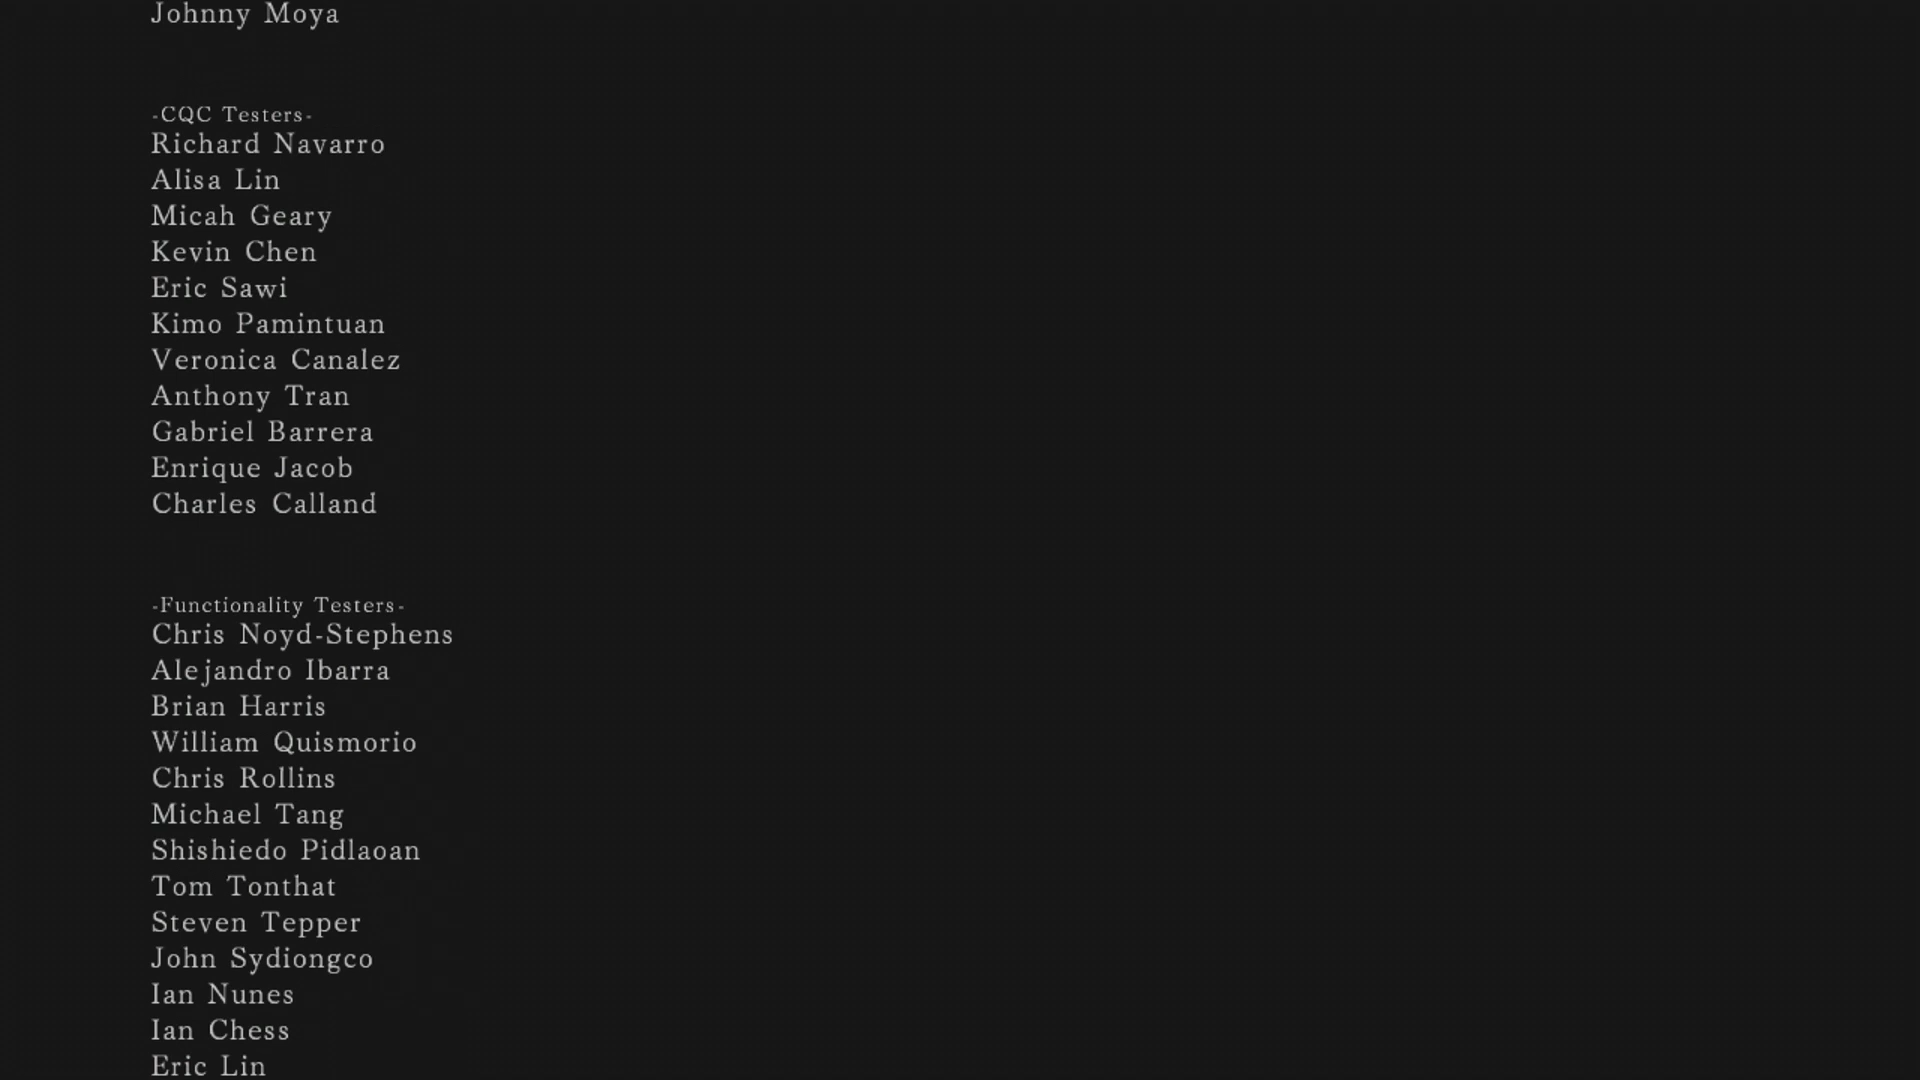 Johnny Moya
-CQC Testers-
Richard Navarro
Alisa Lin
Micah Geary
Kevin Chen
Eric Sawi
Kimo Pamintuan
Veronica Canalez
Anthony Tran
Gabriel Barrera
Enrique Jacob
Charles Calland
-Functionality Testers-
Chris Noyd-Stephens
Alejandro Ibarra
Brian Harris
William Quismorio
Chris Rollins
Michael Tang
Shishiedo Pidlaoan
Tom Tonthat
Steven Tepper
John Sydiongco
Ian Nunes
Ian Chess
Eric Lin